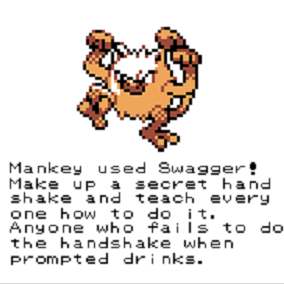 Mankey used Swagger!
Make up a secret hand
shake and teach every
one how to do it.
Anyone who fails to do
the handshake when
prompted drinks.